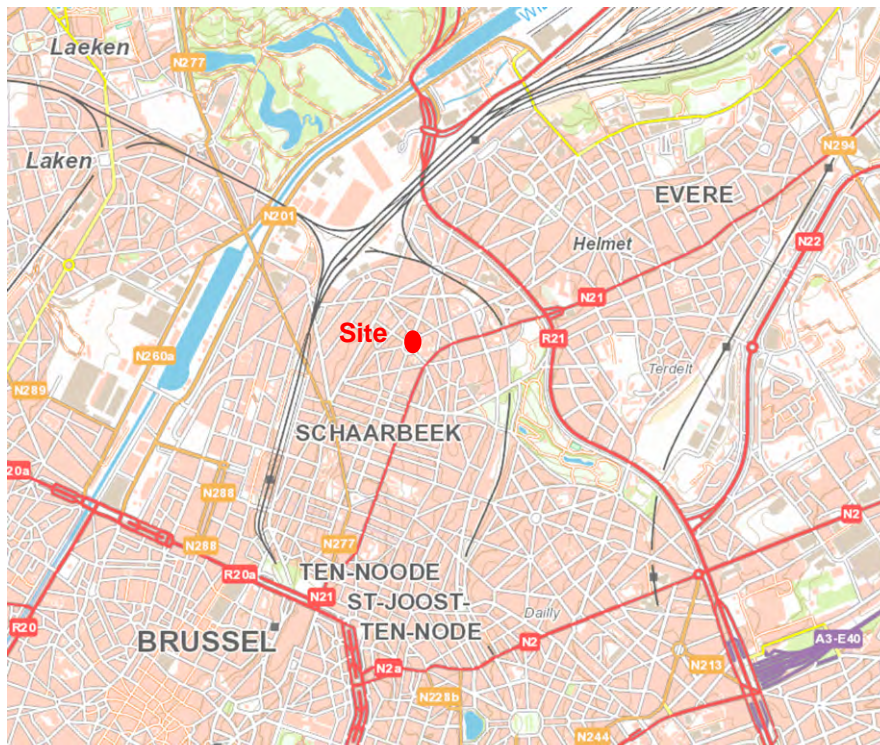 Laeken
N277
Laken
N294
EVERE
N201
Helmet
N22
N21
Site
R21
N260a
Terdelt
N289
SCHAARBEEK
20a
N288
N2
N288
N277
R20a
TEN-NOODE
N21
ST-JOOST-
TEN-NODE
Dailly
R20
BRUSSEL
N2
A3-E40
N2a
N213
N244